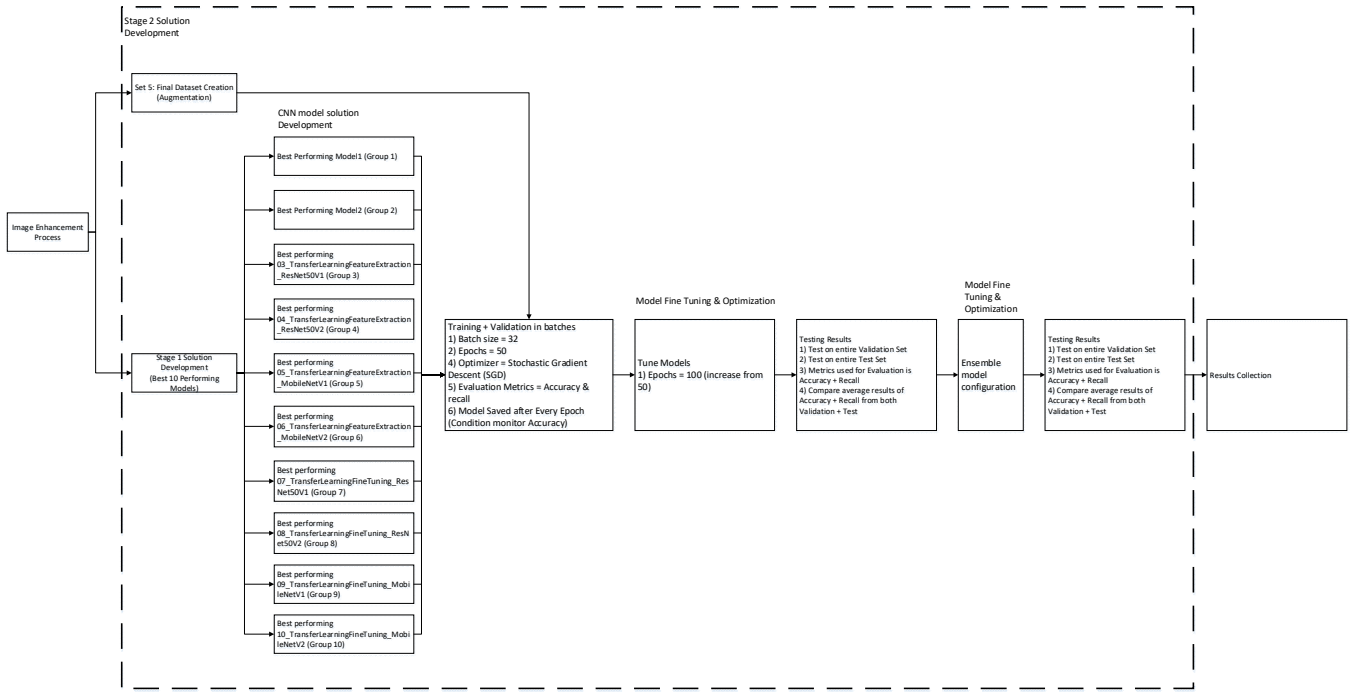 Stage 2 Solution
Development
Set 5: Final Dataset Creation
(Augmentation)
CNN model solution
Development
Best Performing Model1 (Group 1)
Best Performing Model2 (Group 2)
Image Enhancement
Process
Best performing
03_TransferLearningFeatureExtraction
_ResNet50V1 (Group 3)
Best performing
04_TransferLearningFeatureExtraction
_ResNet50V2 (Group 4)
Stage 1 Solution
Development
(Best 10 Performing
Models)
Best performing
05_TransferLearningFeatureExtraction
_MobileNetV1 (Group 5)
Best performing
06_TransferLearningFeatureExtraction
_MobileNetV2 (Group 6)
Best performing
07_TransferLearningFineTuning_Res
Net50V1 (Group 7)
Best performing
08_TransferLearningFineTuning_ResN
et50V2 (Group 8)
Best performing
09_TransferLearningFineTuning_Mobi
leNetV1 (Group 9)
Best performing
10_TransferLearningFineTuning_Mobi
leNetV2 (Group 10)
Training + Validation in batches
1) Batch size = 32
2) Epochs = 50
4) Optimizer = Stochastic Gradient
Descent (SGD)
5) Evaluation Metrics = Accuracy &
recall
6) Model Saved after Every Epoch
(Condition monitor Accuracy)
Model Fine Tuning & Optimization
Tune Models
1) Epochs = 100 (increase from
50)
Testing Results
1) Test on entire Validation Set
2) Test on entire Test Set
3) Metrics used for Evaluation is
Accuracy + Recall
4) Compare average results of
Accuracy + Recall from both
Validation + Test
Model Fine
Tuning &
Optimization
Ensemble
model
configuration
Testing Results
1) Test on entire Validation Set
2) Test on entire Test Set
3) Metrics used for Evaluation is
Accuracy + Recall
4) Compare average results of
Accuracy + Recall from both
Validation + Test
Results Collection